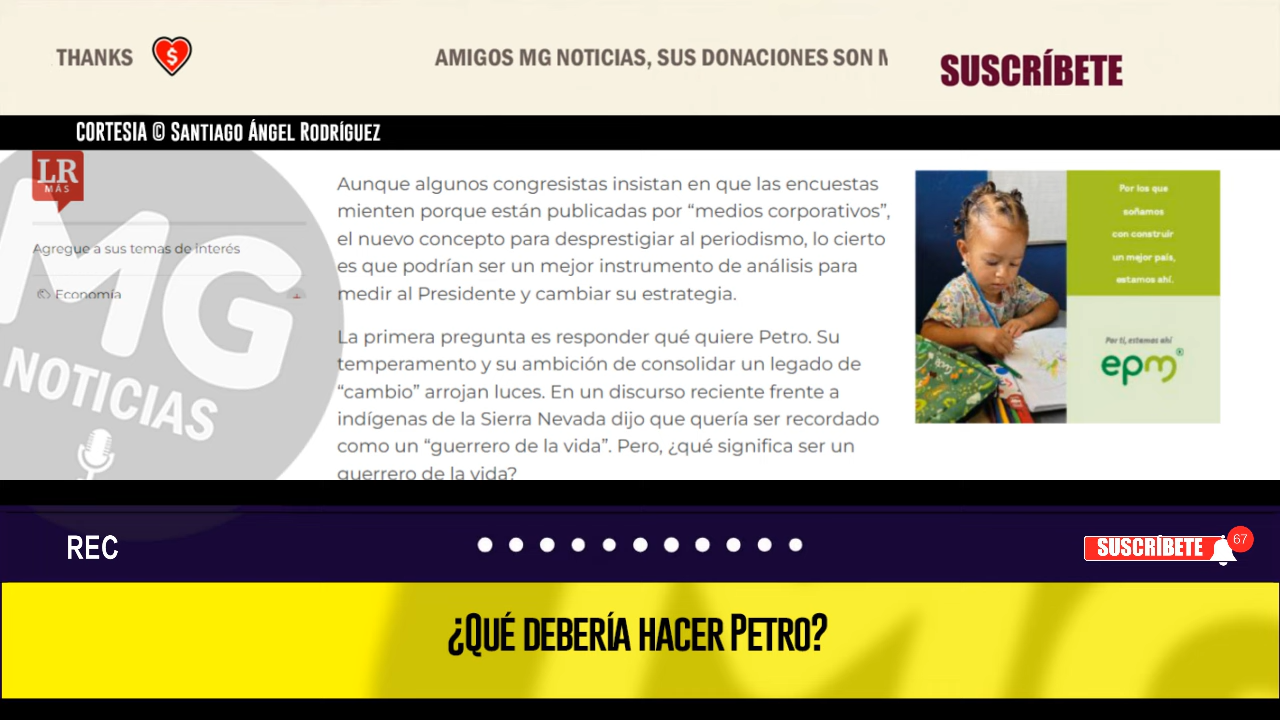 THANKS
AMIGOS MG NOTICIAS, SUS DONACIONES SON
SUSCRÍBETE
CORTESIA © SANTIAGO ÁNGEL RODRÍGUEZ
LR
MÁS
Agregue a sus temas de interés
Economía
+
MG
NOTICIAS
Aunque algunos congresistas insistan en que las encuestas
mienten porque están publicadas por “medios corporativos”,
el nuevo concepto para desprestigiar al periodismo, lo cierto
es que podrían ser un mejor instrumento de análisis para
medir al Presidente y cambiar su estrategia.
La primera pregunta es responder qué quiere Petro. Su
temperamento y su ambición de consolidar un legado de
“cambio” arrojan luces. En un discurso reciente frente a
indígenas de la Sierra Nevada dijo que quería ser recordado
como un “guerrero de la vida”. Pero, ¿qué significa ser un
guerrero de la vida?
Por los que
soñamos
con construir
un mejor país,
estamos ahí.
Por ti, estamos ahí
epm®
REC
SUSCRÍBETE
67
¿QUÉ DEBERÍA HACER PETRO?